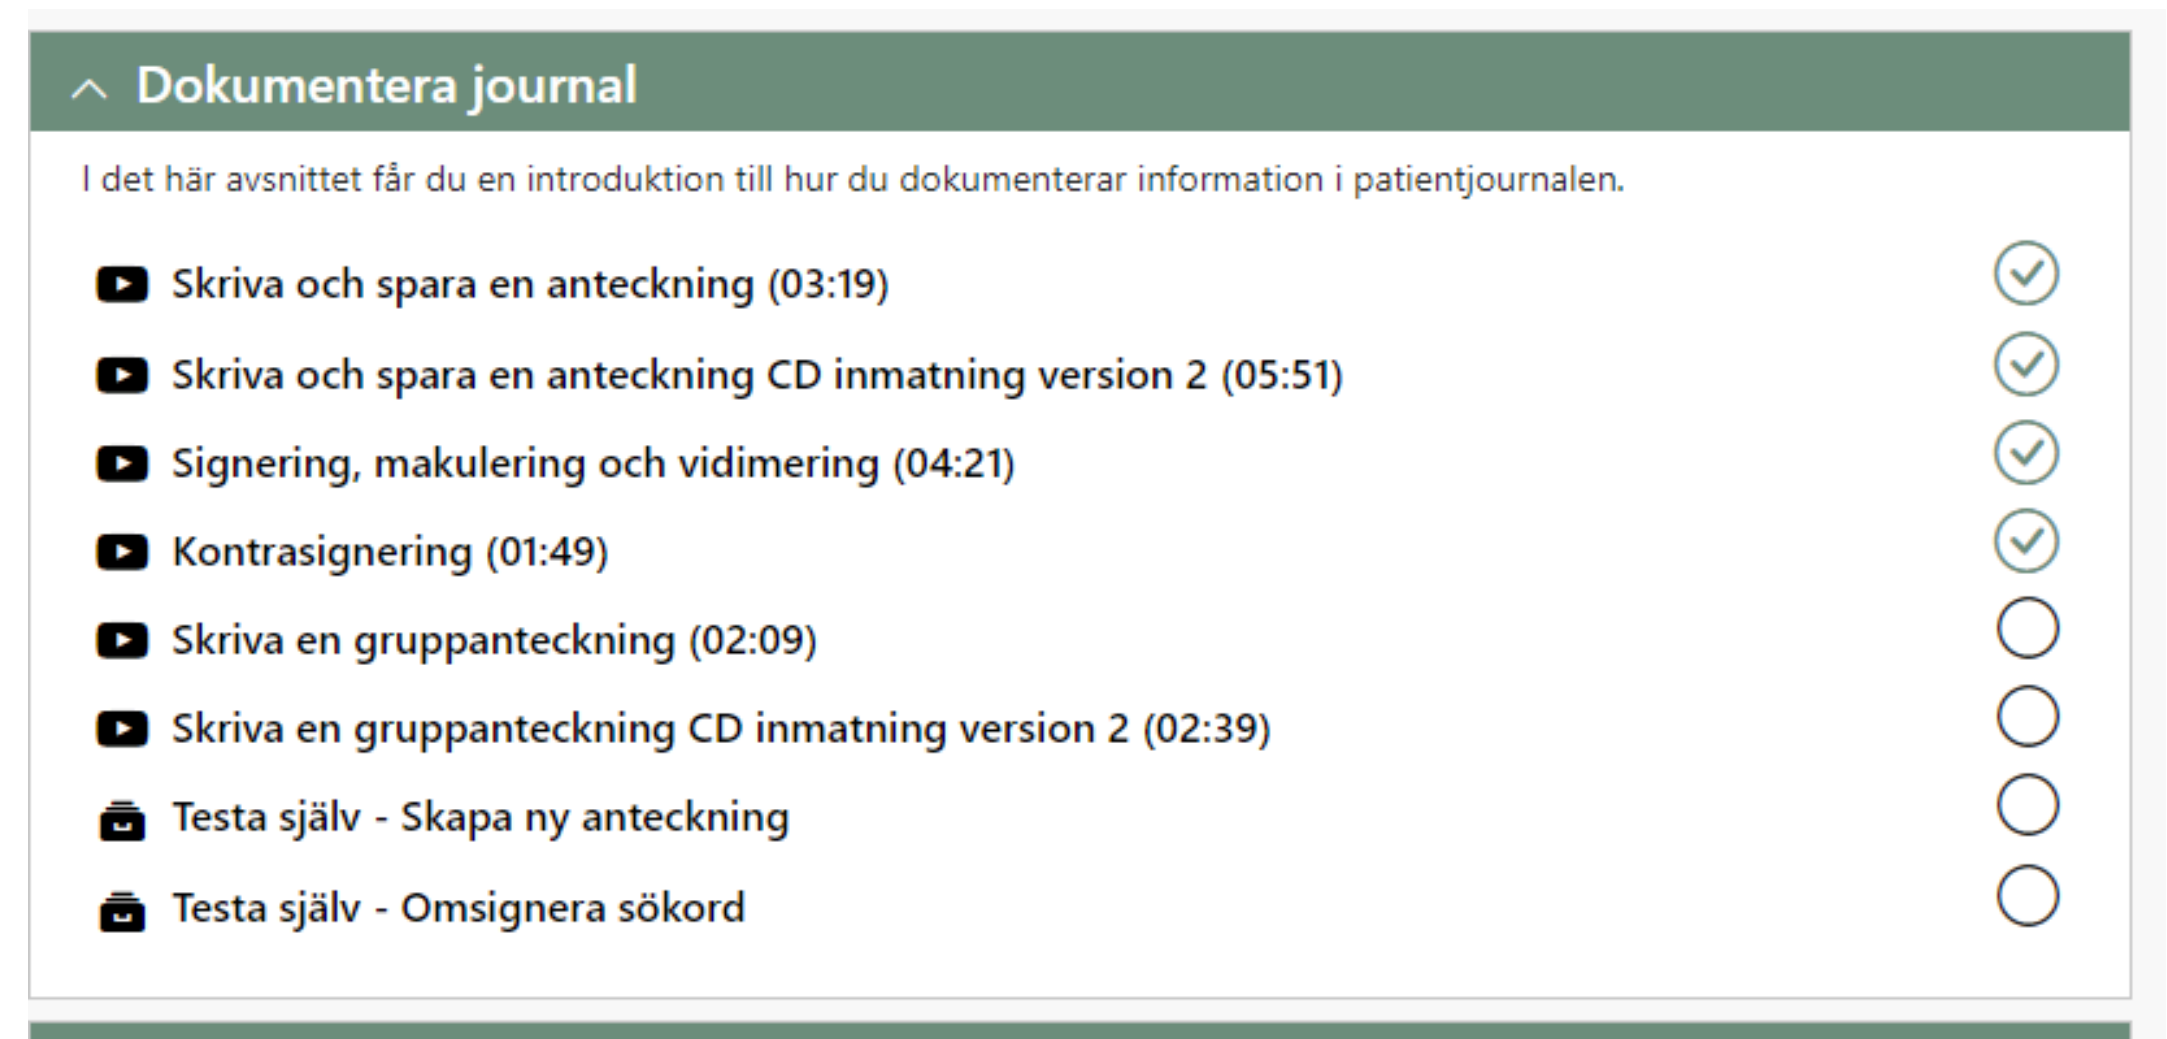 Dokumentera journal
I det här avsnittet får du en introduktion till hur du dokumenterar information i patientjournalen.
Skriva och spara en anteckning (03:19)
Skriva och spara en anteckning CD inmatning version 2 (05:51)
Signering, makulering och vidimering (04:21)
Kontrasignering (01:49)
Skriva en gruppanteckning (02:09)
Skriva en gruppanteckning CD inmatning version 2 (02:39)
Testa själv - Skapa ny anteckning
Testa själv - Omsignera sökord